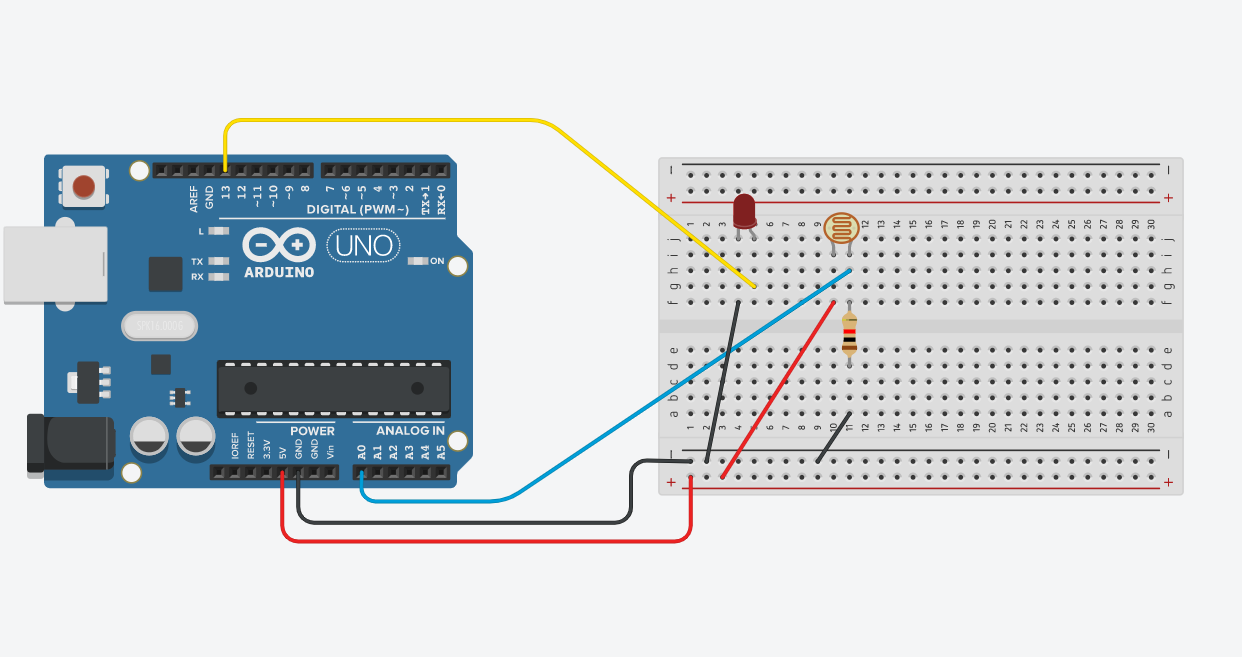 AREF
GND
13
12
~11
~10
~9
8
7
~6
~5
4
~3
2
TX→1
RX←0
DIGITAL (PWM~)
L
TX
RX
UNO
ON
ARDUINO
POWER
ANALOG IN
IOREF
RESET
3.3V
5V
GND
GND
Vin
A0
A1
A2
A3
A4
A5
− −
+ +
1 2 3 6 7 8 9 12 13 14 15 16 17 18 19 20 21 22 23 24 25 26 27 28 29 30
j j
i i
h h
g g
f f
e e
d d
c c
b b
a a
1 2 3 4 5 6 7 8 9 10 11 12 13 14 15 16 17 18 19 20 21 22 23 24 25 26 27 28 29 30
− −
+ +